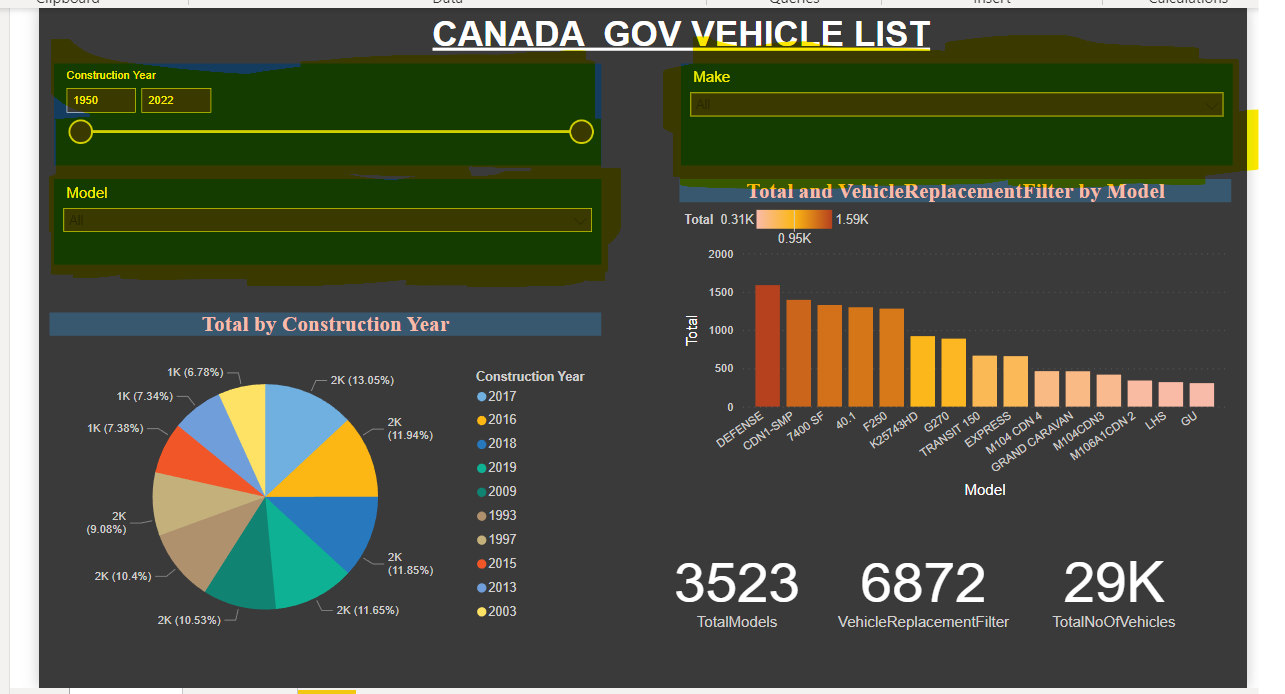 Clipboard Data Queries Insert Calculations
CANADA GOV VEHICLE LIST
Construction Year
1950 2022
Make
All
Model
All
Total and VehicleReplacementFilter by Model
Total 0.31K 1.59K
0.95K
2000
1500
1000
500
0
Total
DEFENSE
CDN1-SMP
7400 SF
40.1
F250
K25743HD
G270
TRANSIT 150
EXPRESS
M104 CDN 4
GRAND CARAVAN
M104CDN3
M106A1CDN 2
LHS
GU
Model
Total by Construction Year
2K (13.05%)
2K
(11.94%)
2K
(11.85%)
2K (11.65%)
2K (10.53%)
2K (10.4%)
2K
(9.08%)
1K (7.38%)
1K (7.34%)
1K (6.78%)
Construction Year
2017
2016
2018
2019
2009
1993
1997
2015
2013
2003
3523
TotalModels
6872
VehicleReplacementFilter
29K
TotalNoOfVehicles